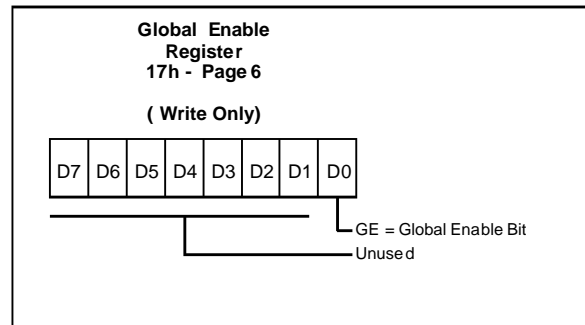 Global Enable
Register
17h - Page 6
( Write Only)
D7 D6 D5 D4 D3 D2 D1 D0
GE = Global Enable Bit
Unused